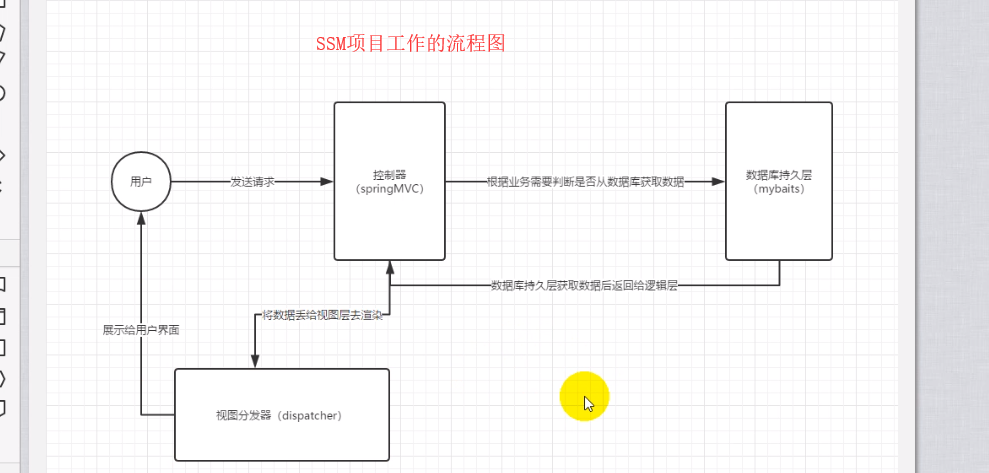 SSM项目工作的流程图
用户
发送请求
控制器
（springMVC）
根据业务需要判断是否从数据库获取数据
数据库持久层
（mybaits）
数据库持久层获取数据后返回给逻辑层
将数据丢给视图层去渲染
展示给用户界面
视图分发器（dispatcher）